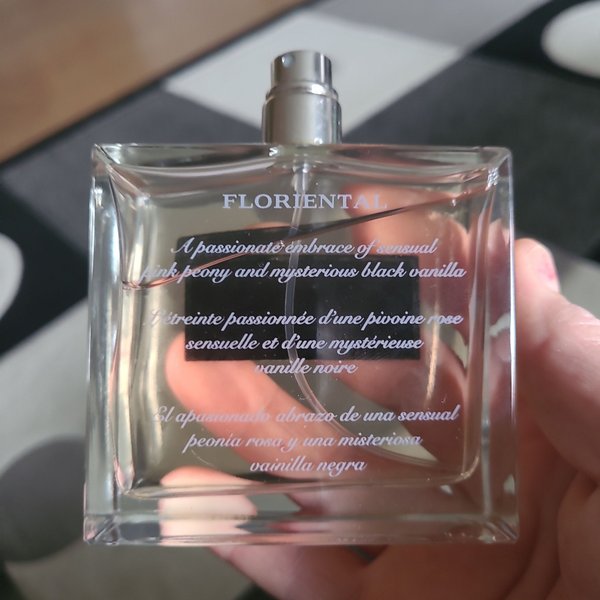 FLORIENTAL
A passionate embrace of sensual
pink peony and mysterious black vanilla
L'étreinte passionnée d'une pivoine rose
sensuelle et d'une mystérieuse
vanille noire
El apasionado abrazo de una sensual
peonía rosa y una misteriosa
vainilla negra